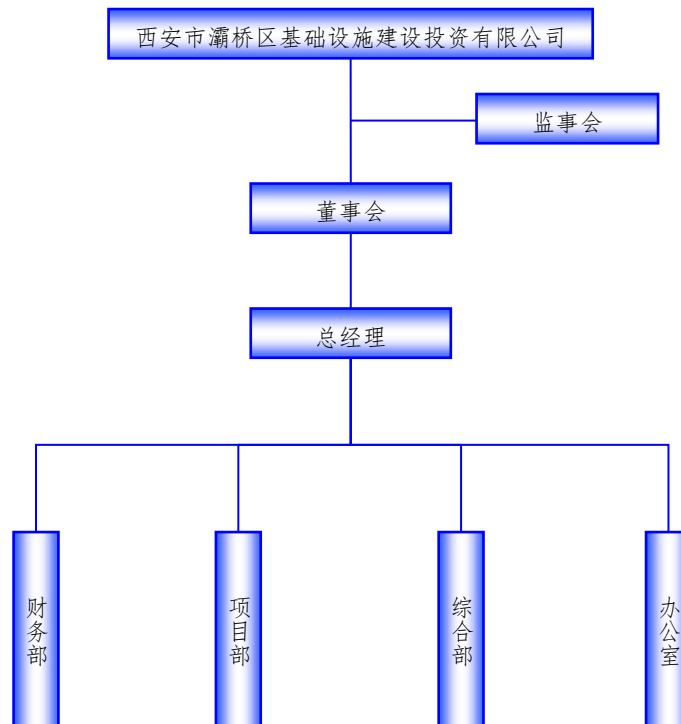 西安市灞桥区基础设施建设投资有限公司
监事会
董事会
总经理
财务部
项目部
综合部
办公室